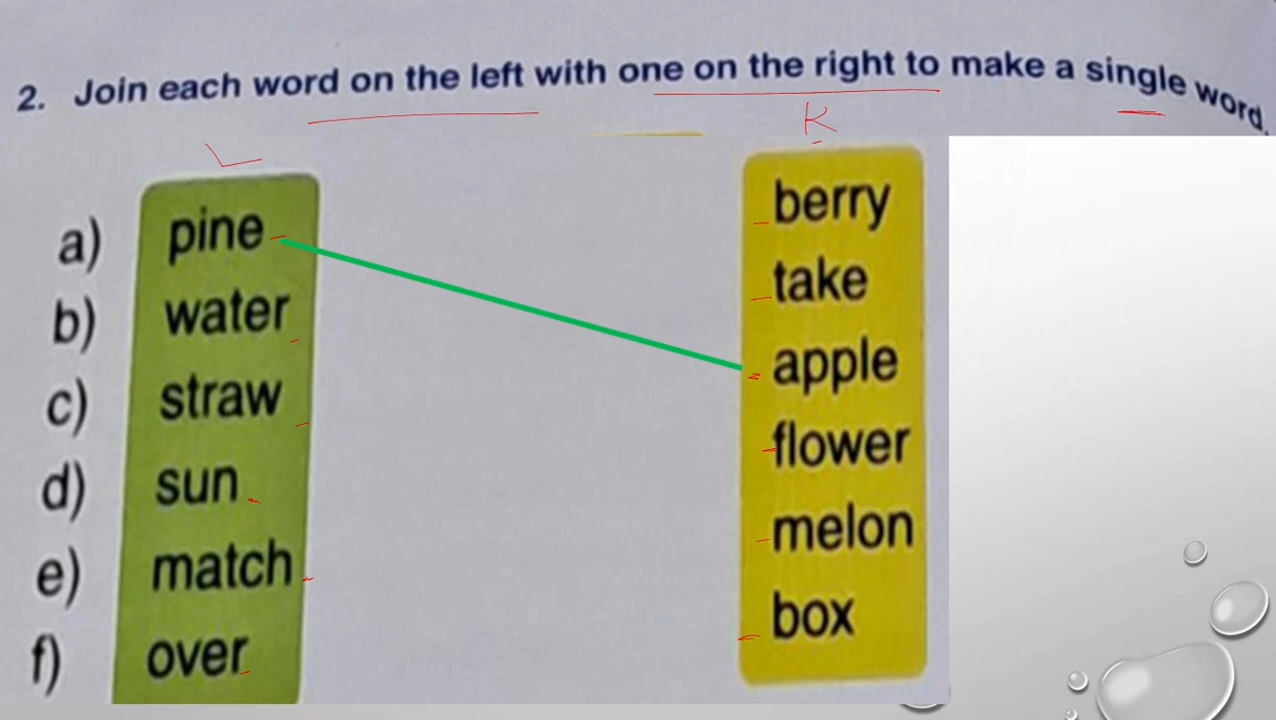 2. Join each word on the left with one on the right to make a single word.
L
R
a) pine
b) water
c) straw
d) sun
e) match
f) over
berry
take
apple
flower
melon
box